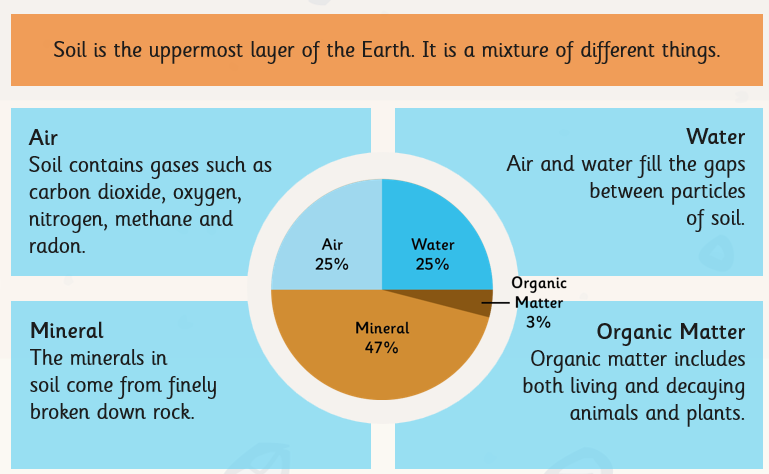 Soil is the uppermost layer of the Earth. It is a mixture of different things.
Air
Soil contains gases such as
carbon dioxide, oxygen,
nitrogen, methane and
radon.
Water
Air and water fill the gaps
between particles
of soil.
Air
25%
Water
25%
Organic
Matter
3%
Mineral
47%
Mineral
The minerals in
soil come from finely
broken down rock.
Organic Matter
Organic matter includes
both living and decaying
animals and plants.